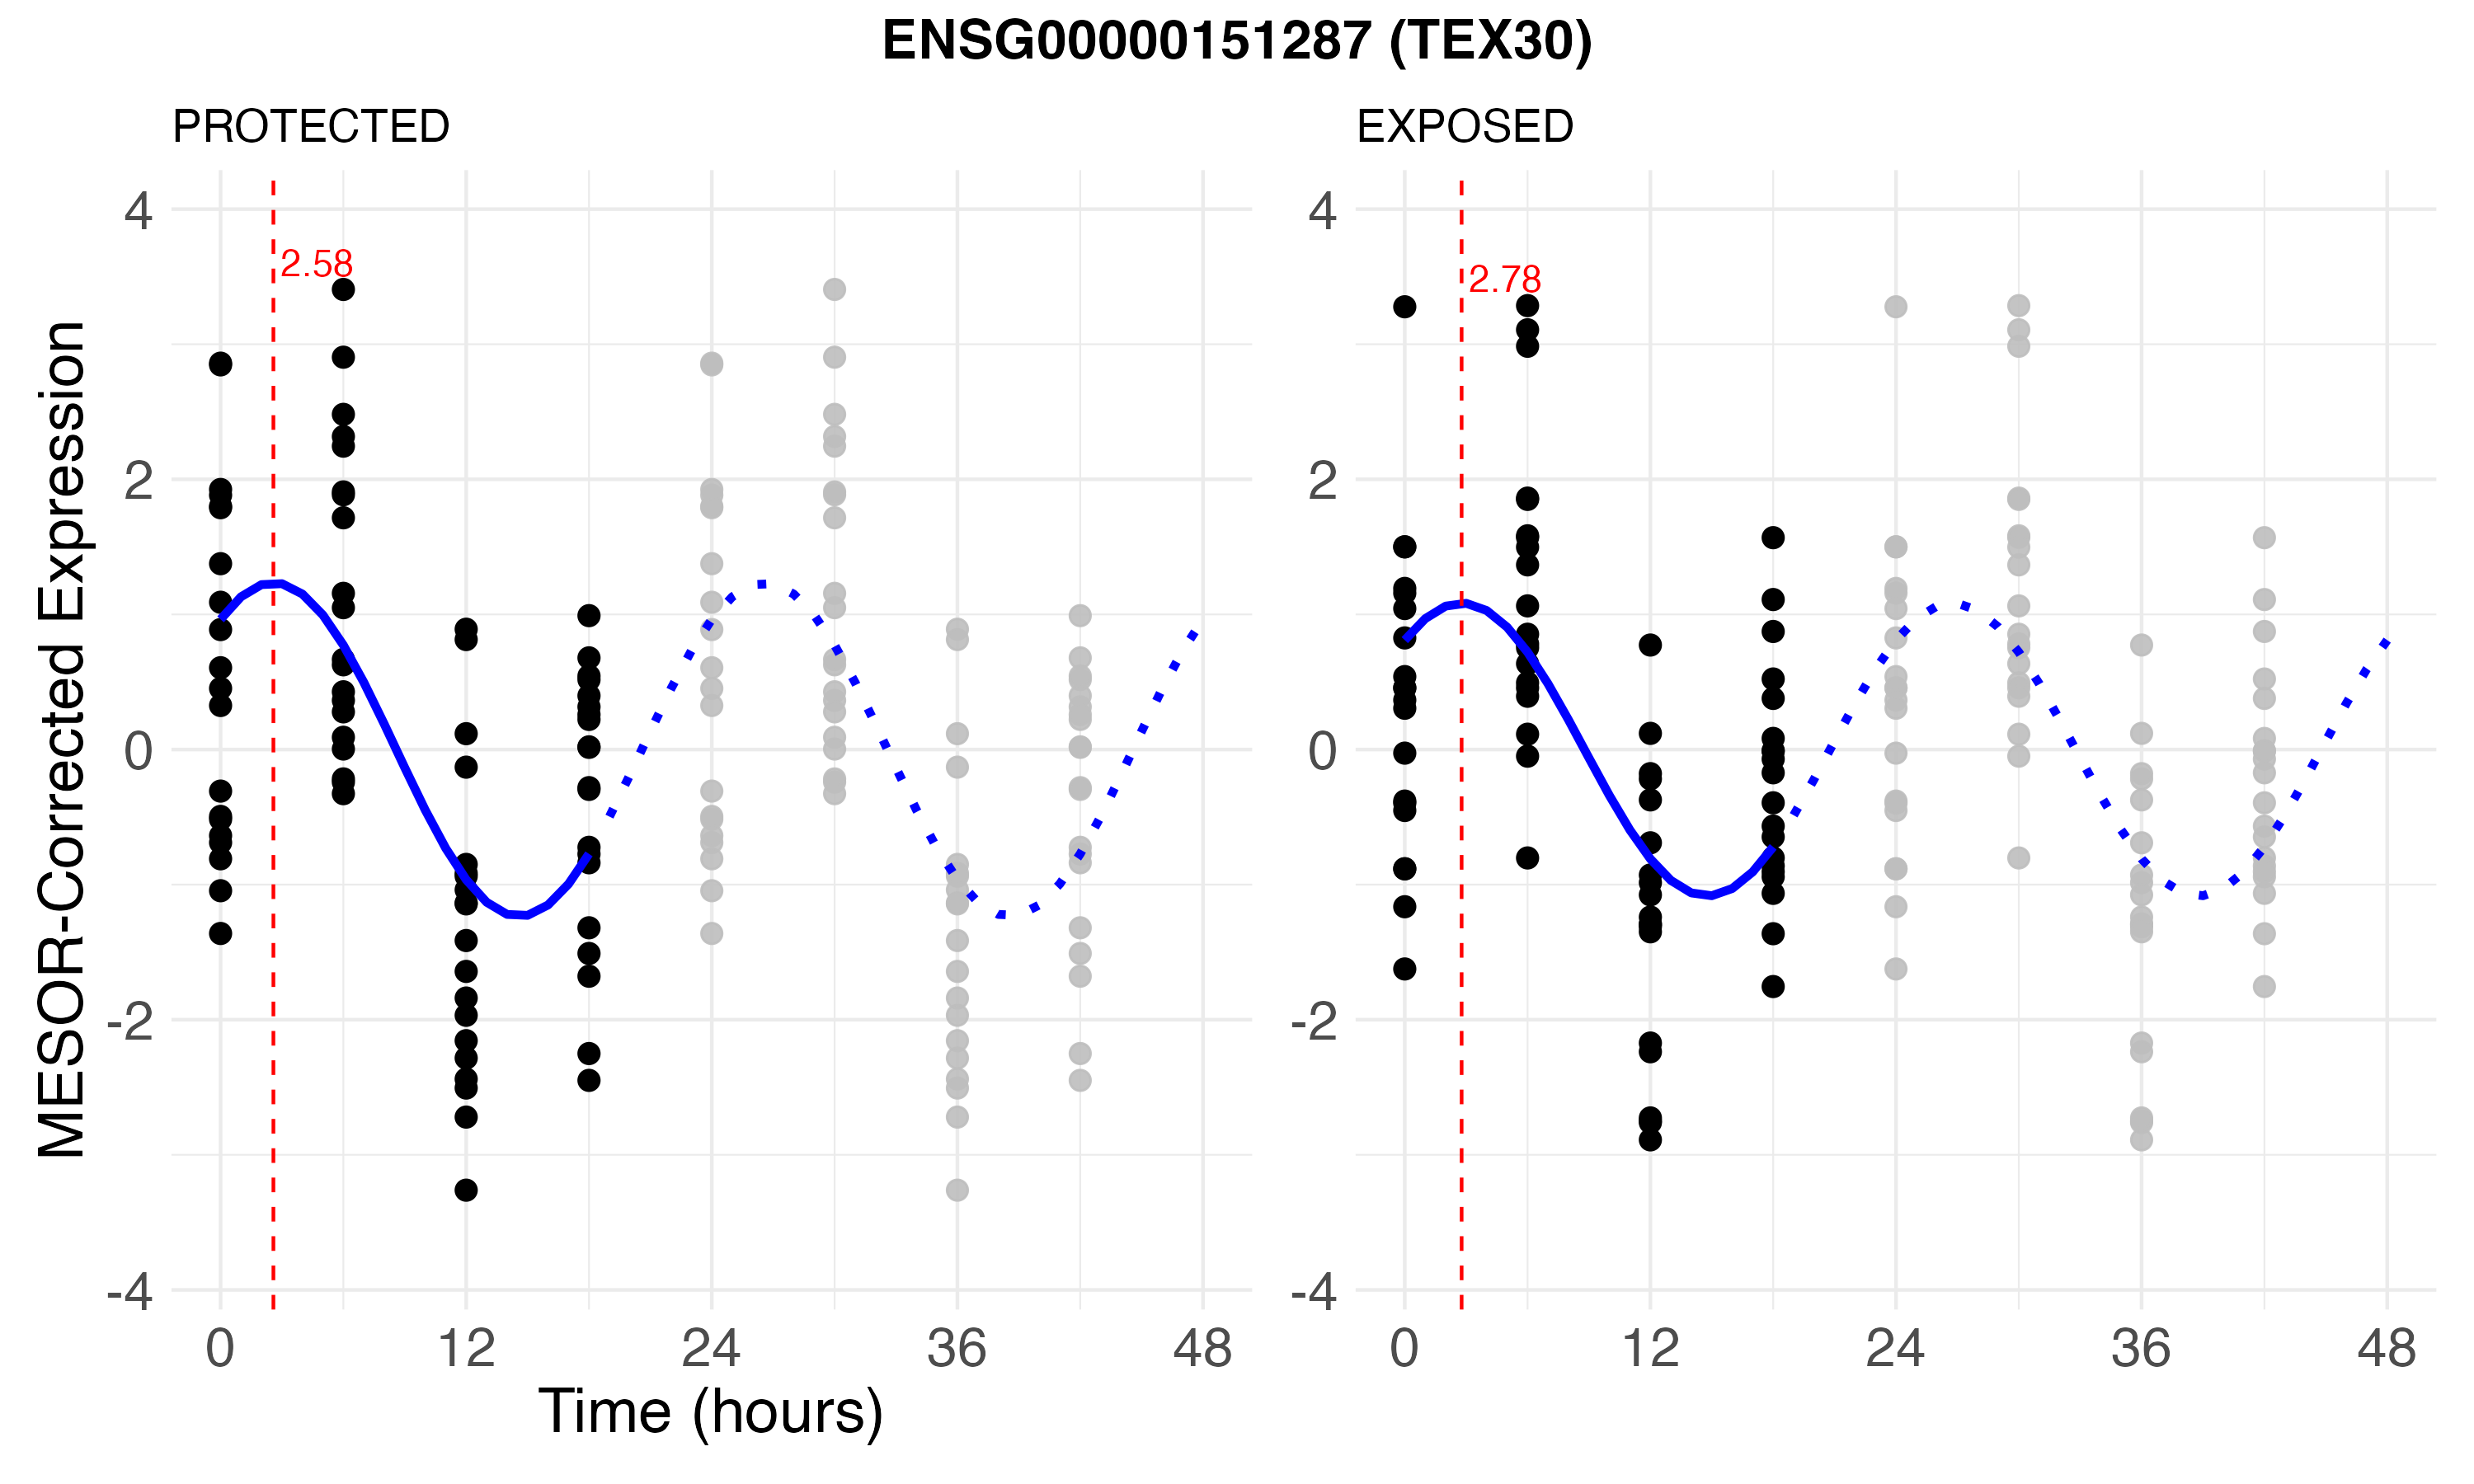 ENSG00000151287 (TEX30)
PROTECTED
EXPOSED
MESOR-Corrected Expression
4
2
0
-2
-4
2.58
0 12 24 36 48
4
2
0
-2
-4
2.78
0 12 24 36 48
Time (hours)